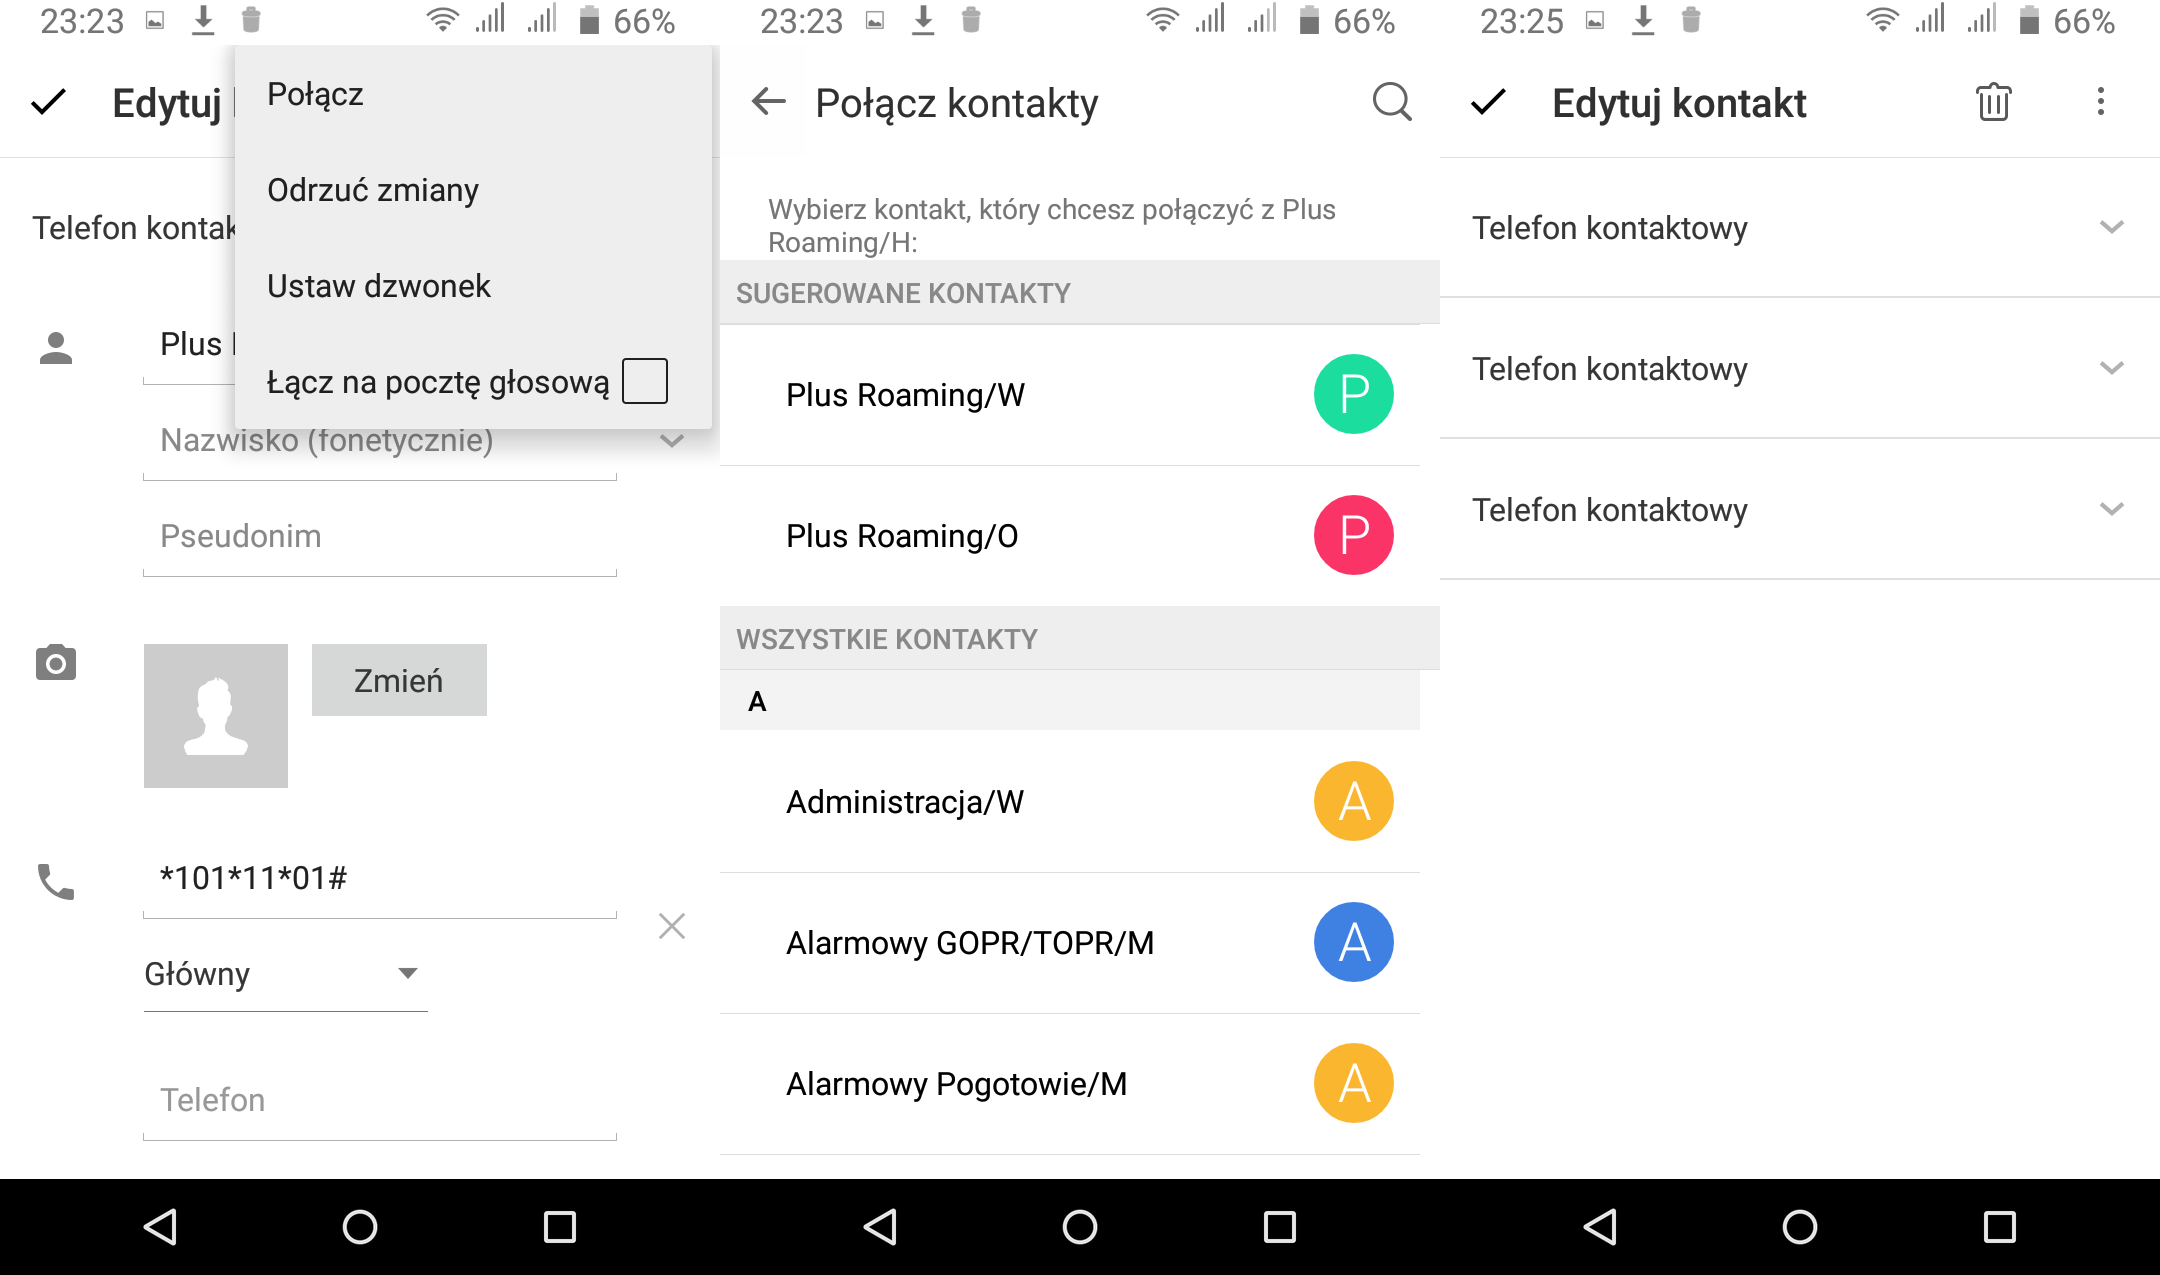 23:23
66%
Edytuj
Połącz
Odrzuć zmiany
Ustaw dzwonek
Łącz na pocztę głosową
Telefon kontak
Plus
Nazwisko (fonetycznie)
Pseudonim
Zmień
*101*11*01#
Główny
Telefon
23:23
66%
Połącz kontakty
Wybierz kontakt, który chcesz połączyć z Plus
Roaming/H:
SUGEROWANE KONTAKTY
Plus Roaming/W
P
Plus Roaming/O
P
WSZYSTKIE KONTAKTY
A
Administracja/W
A
Alarmowy GOPR/TOPR/M
A
Alarmowy Pogotowie/M
A
23:25
66%
Edytuj kontakt
Telefon kontaktowy
Telefon kontaktowy
Telefon kontaktowy